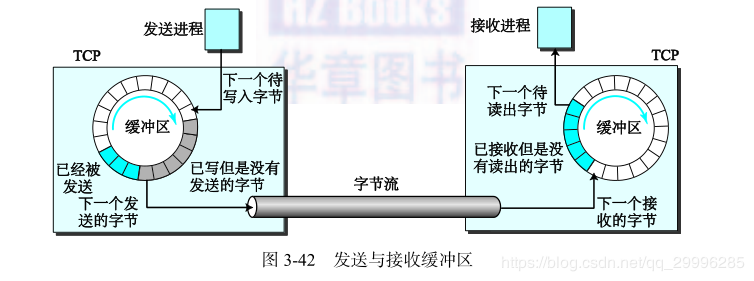 HZ BOOKS
华章图书
发送进程
接收进程
TCP
TCP
下一个待
写入字节
下一个待
读出字节
缓冲区
缓冲区
已经被
发送
已写但是没有
发送的字节
已接收但是没
有读出的字节
下一个发
送的字节
字节流
下一个接
收的字节
图 3-42 发送与接收缓冲区
https://blog.csdn.net/qq_29996285